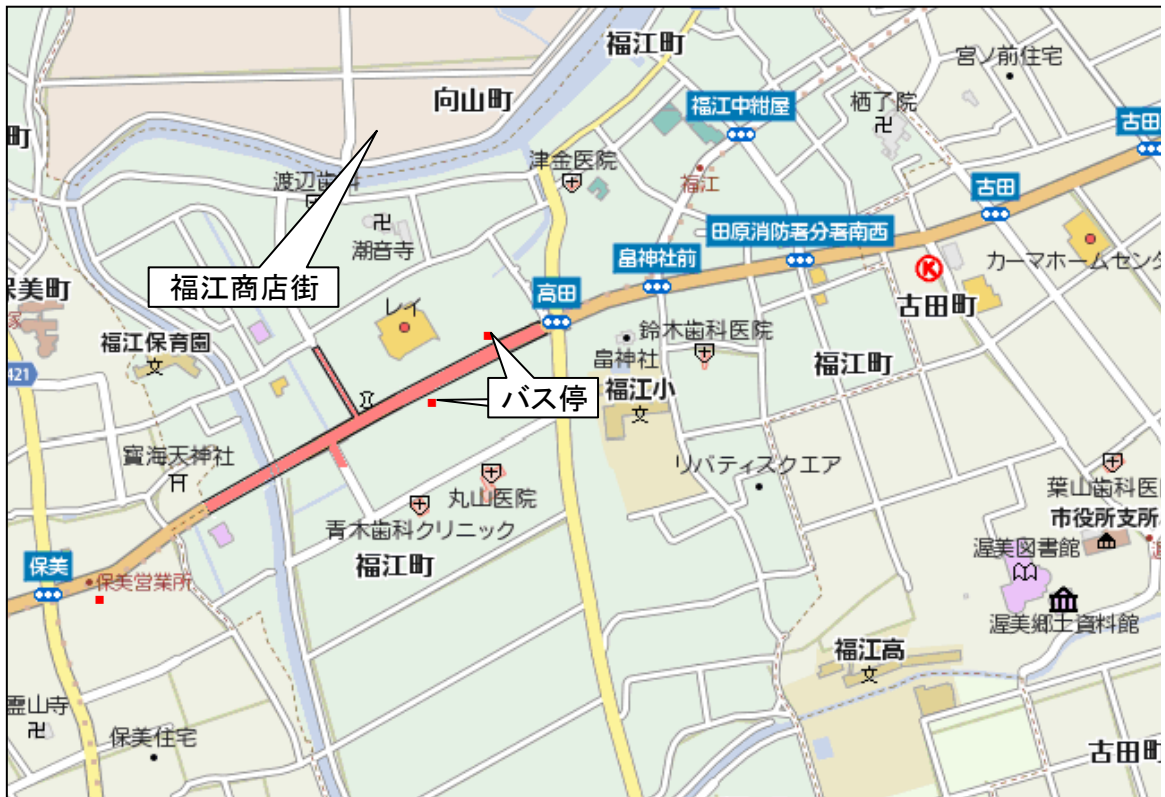 福江町
宮ノ前住宅
向山町
福江中紺屋
栖了院
古田
町
津金医院
渡辺歯科
福江
古田
潮音寺
田原消防署分署南西
畠神社前
カーマホームセンタ
福江商店街
保美町
高田
K
古田町
レイ
鈴木歯科医院
畠神社
福江町
福江保育園
421
バス停
福江小
寳海天神社
リバティスクエア
丸山医院
葉山歯科医
青木歯科クリニック
市役所支所
渥美図書館
保美
福江町
保美営業所
渥美郷土資料館
福江高
霊山寺
保美住宅
古田町